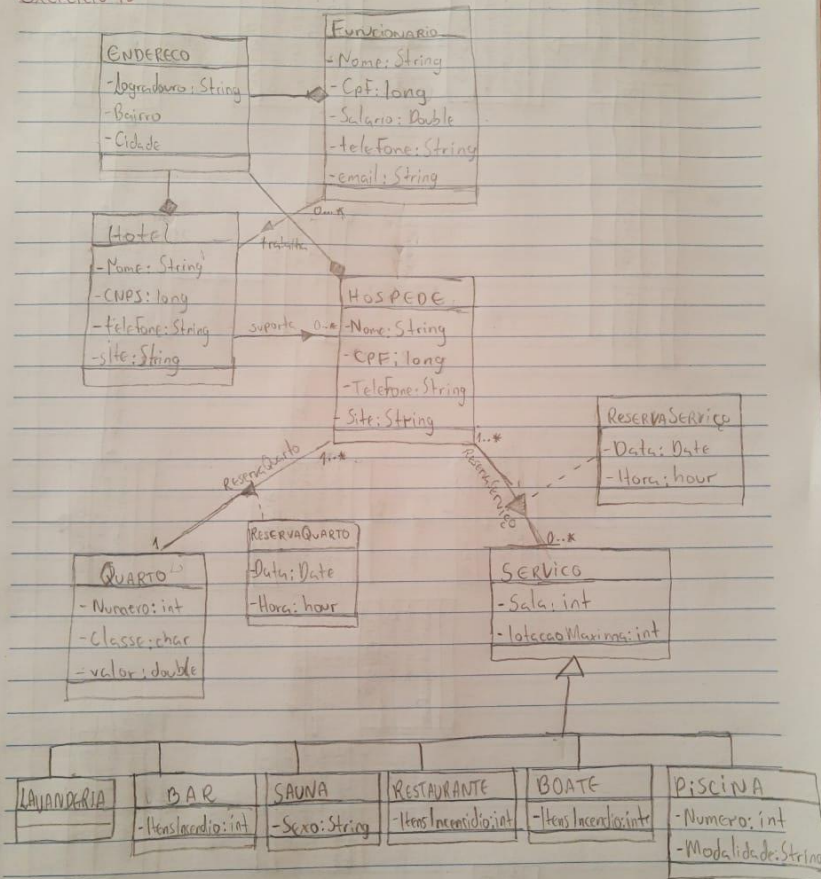 ENDERECO
-Logradouro: String
-Bairro
-Cidade
FUNCIONARIO
-Nome: String
-CpF: long
-Salario: Double
-telefone: String
-email: String
0..*
trabalha
Hotel
-Nome: String
-CNPS: long
-telefone: String
-site: String
suporta 0..*
HOSPEDE
-Nome: String
-CPF: long
-Telefone: String
-Site: String
1..*
1..*
ReservaQuarto
ReservaServiço
RESERVASERViço
-Data: Date
-Hora: hour
1
0..*
RESERVAQUARTO
-Data: Date
-Hora: hour
QUARTO
-Numero: int
-Classe: char
-valor: double
SERVICO
-Sala: int
-lotacaoMaxima: int
LAVANDERIA
BAR
-ItensIncendio: int
SAUNA
-Sexo: String
RESTAURANTE
-ItensIncensidio: int
BOATE
-ItensIncendio: inte
PiSCiNA
-Numero: int
-Modalidade: String